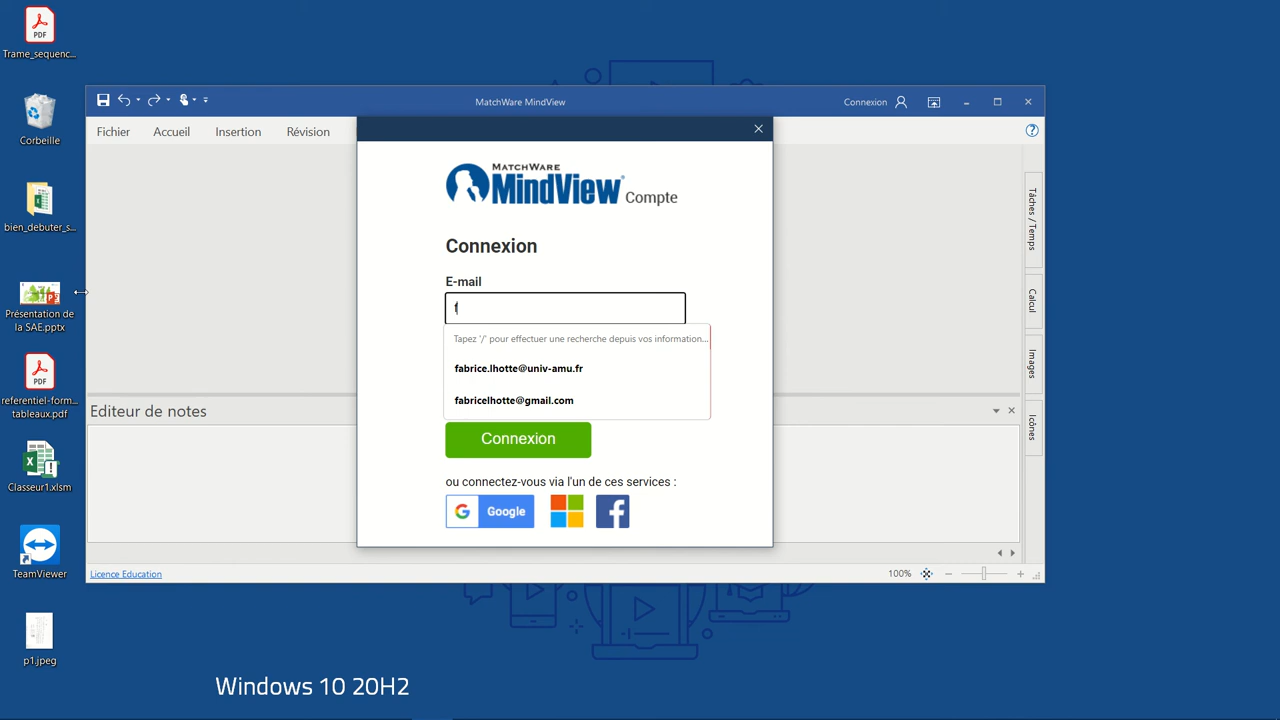 Trame_sequenc...
Corbeille
bien_debuter_s...
Présentation de
la SAE.pptx
referentiel-form...
tableaux.pdf
Classeur1.xlsm
TeamViewer
p1.jpeg
MatchWare MindView
Connexion
Fichier
Accueil
Insertion
Révision
MATCHWARE
MindView
Compte
Connexion
E-mail
f
Tapez '/' pour effectuer une recherche depuis vos information...
fabrice.lhotte@univ-amu.fr
fabricelhotte@gmail.com
Connexion
ou connectez-vous via l'un de ces services :
Google
Tâches / Temps
Calcul
Images
Icônes
Editeur de notes
Licence Education
100%
Windows 10 20H2